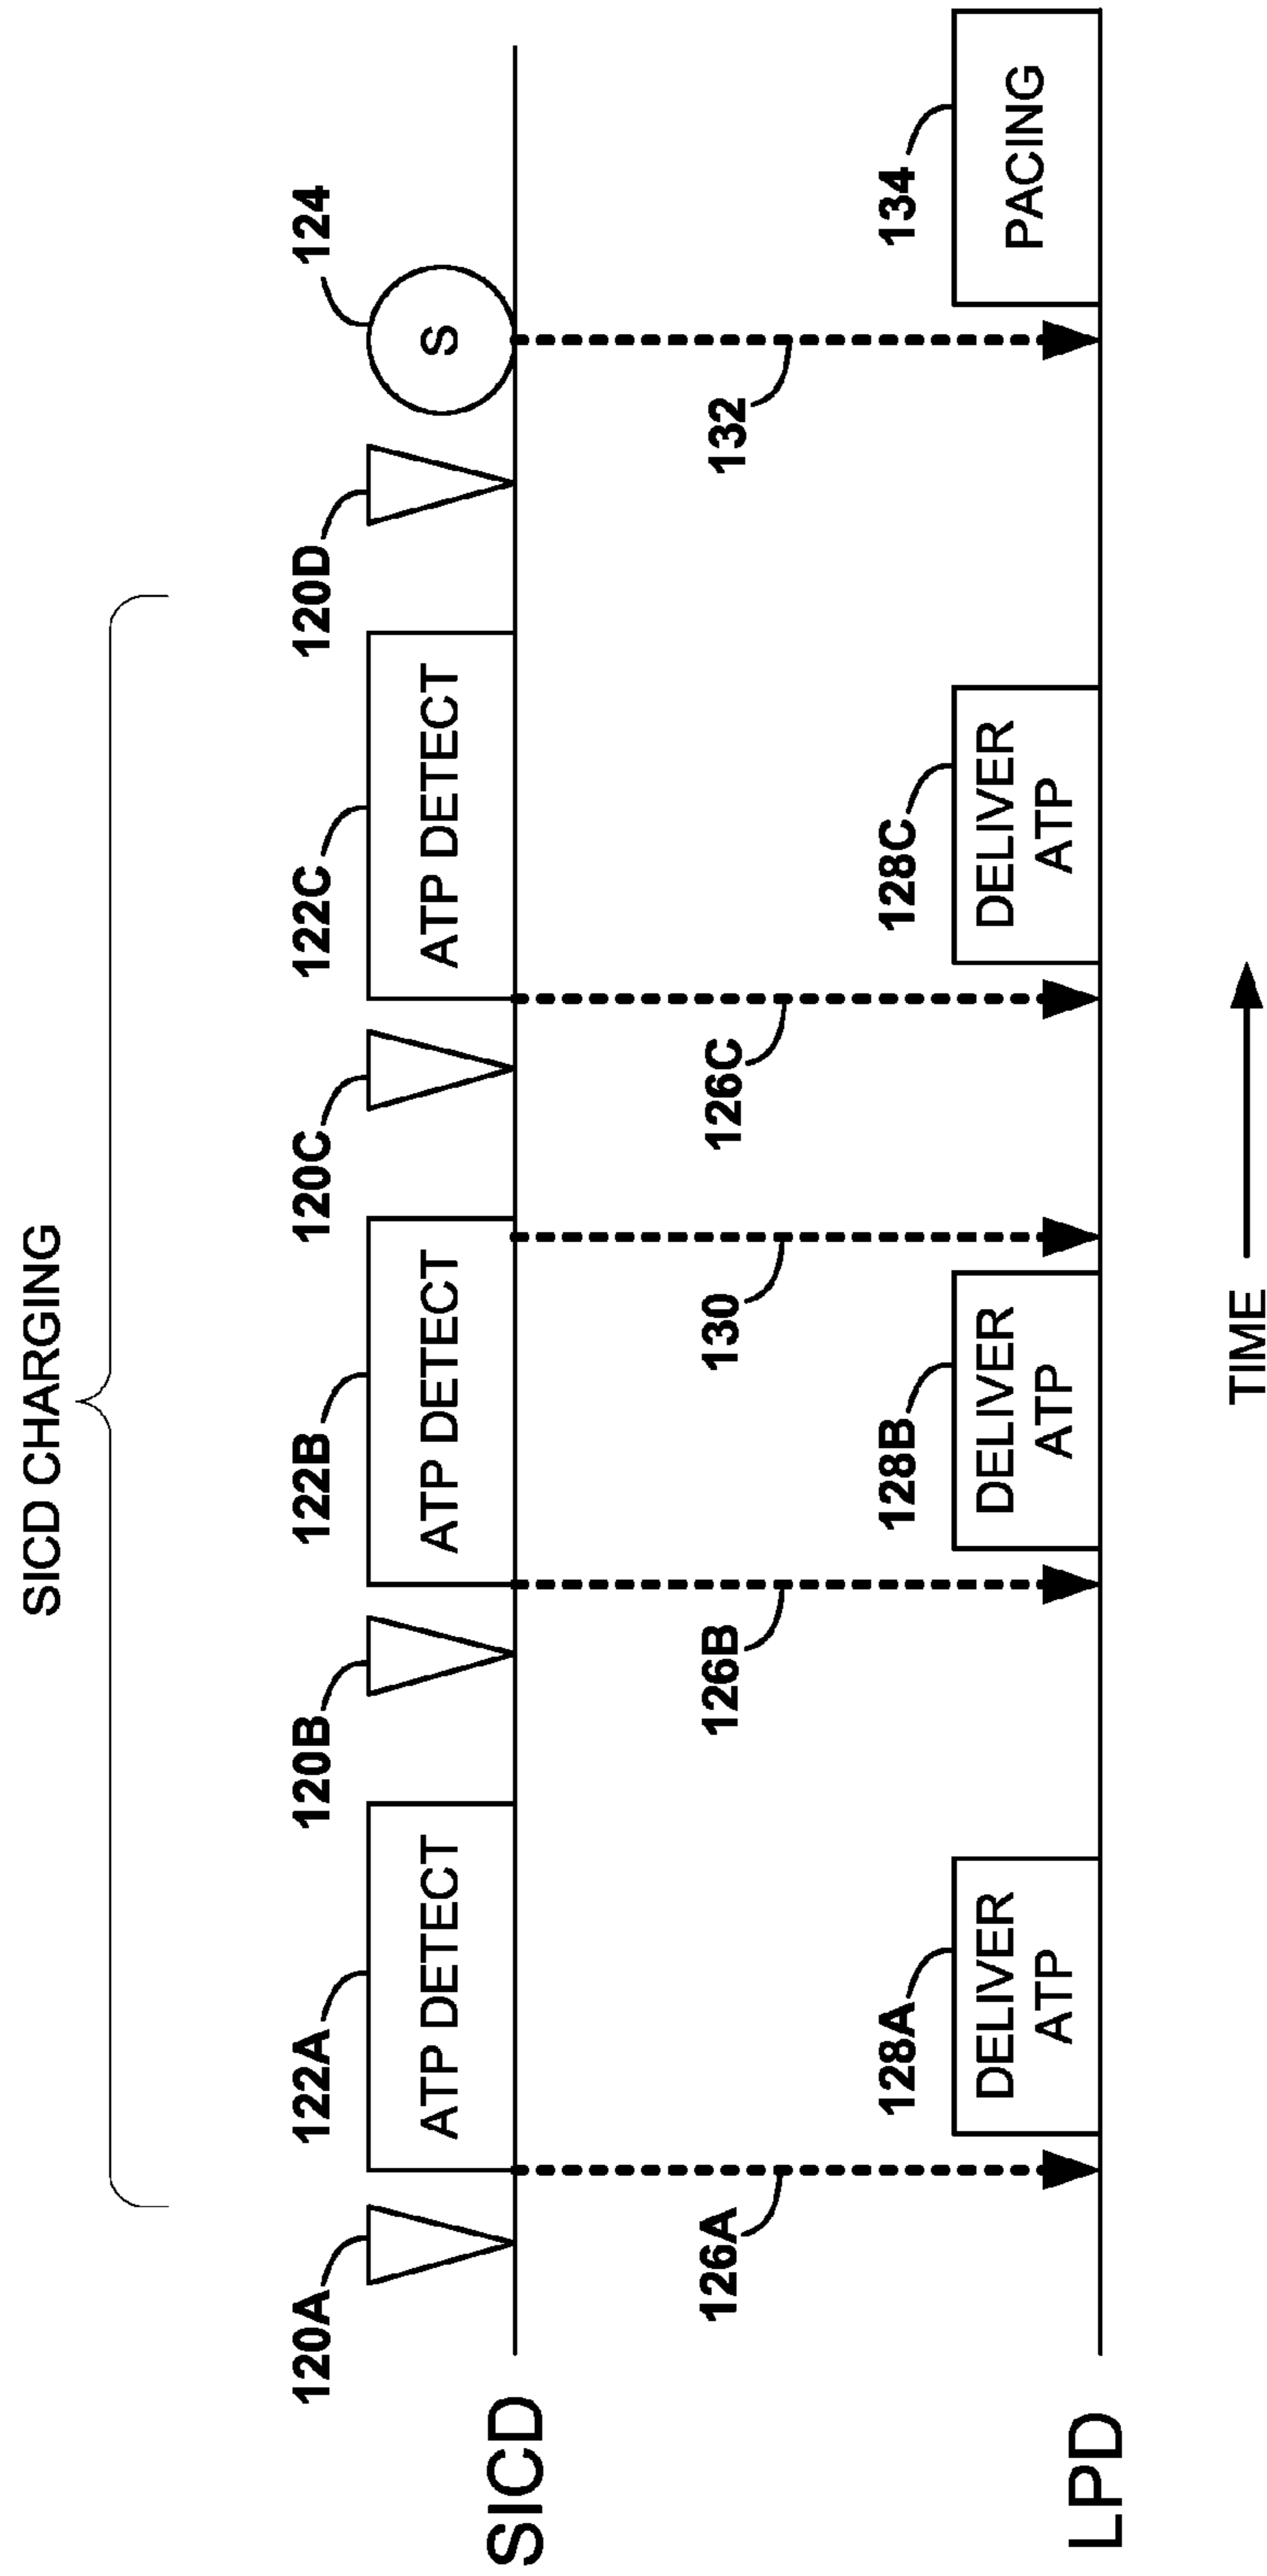 SICD CHARGING
120A
122A
120B
122B
120C
122C
120D
124
ATP DETECT
ATP DETECT
ATP DETECT
S
SICD
126A
126B
130
126C
132
128A
128B
128C
134
DELIVER
ATP
DELIVER
ATP
DELIVER
ATP
PACING
LPD
TIME